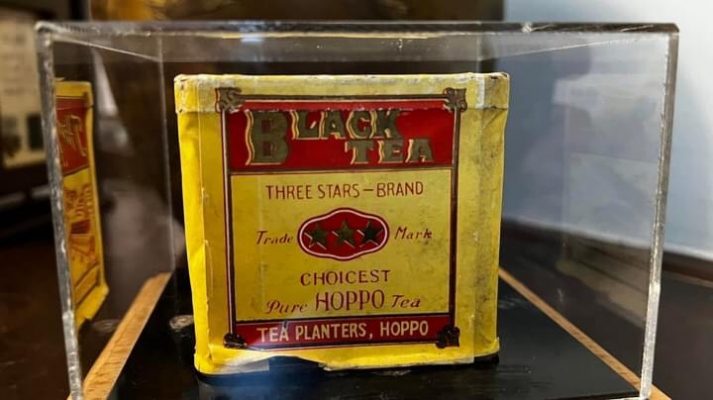 BLACK
TEA
THREE STARS-BRAND
Trade Mark
CHOICEST
Pure HOPPO Tea
TEA PLANTERS, HOPPO